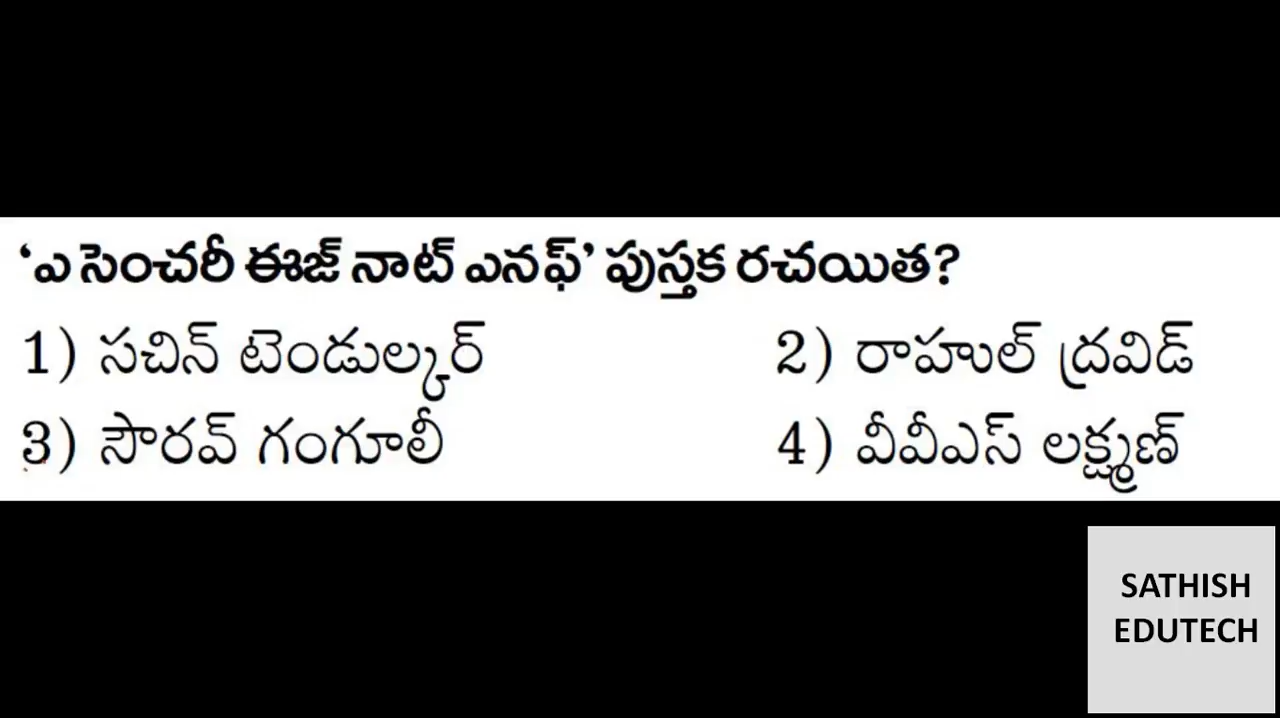 ‘ఎ సెంచరీ ఈజ్ నాట్ ఎనఫ్’ పుస్తక రచయిత?
1) సచిన్ టెండుల్కర్ 2) రాహుల్ ద్రవిడ్
3) సౌరవ్ గంగూలీ 4) వీవీఎస్ లక్ష్మణ్
SATHISH
EDUTECH